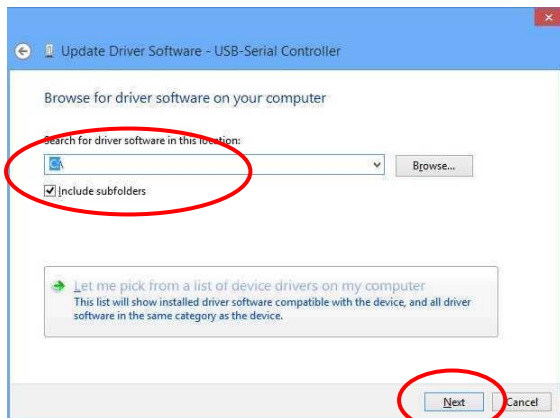 Update Driver Software - USB-Serial Controller
Browse for driver software on your computer
Search for driver software in this location:
C:\
Browse...
Include subfolders
Let me pick from a list of device drivers on my computer
This list will show installed driver software compatible with the device, and all driver
software in the same category as the device.
Next Cancel